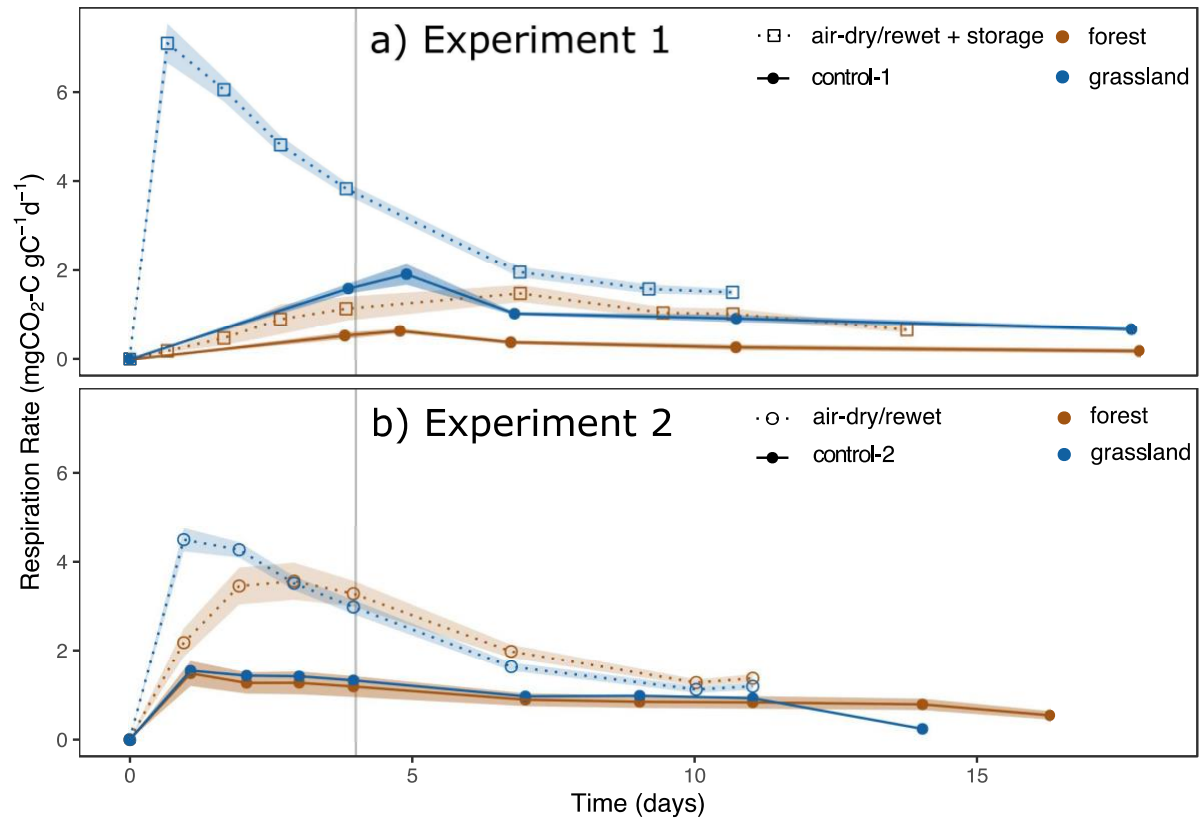 a) Experiment 1
air-dry/rewet + storage
forest
control-1
grassland
6
4
2
0
b) Experiment 2
air-dry/rewet
forest
control-2
grassland
6
4
2
0
Respiration Rate (mgCO₂-C gC⁻¹d⁻¹)
0
5
10
15
Time (days)